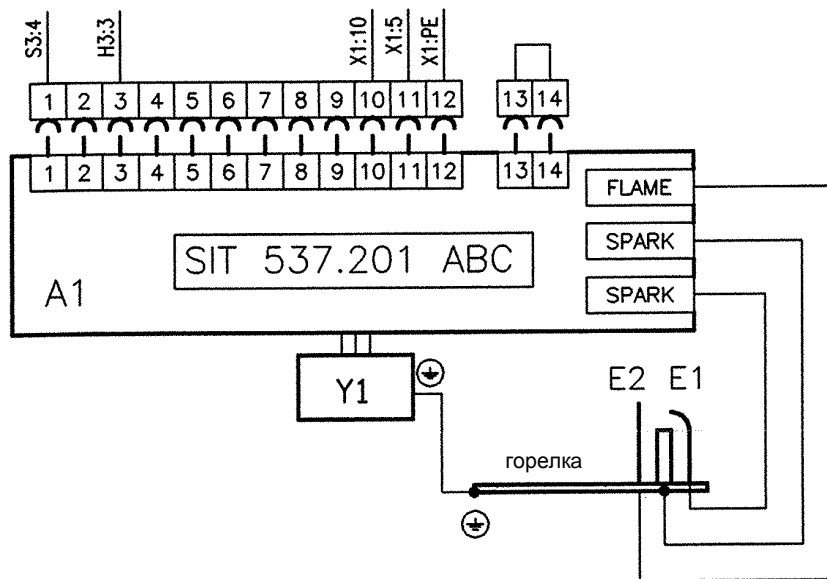 S3:4 H3:3 X1:10 X1:5 X1:PE
1 2 3 4 5 6 7 8 9 10 11 12 13 14
1 2 3 4 5 6 7 8 9 10 11 12 13 14
FLAME
SPARK
SIT 537.201 ABC
A1
SPARK
Y1
E2 E1
горелка